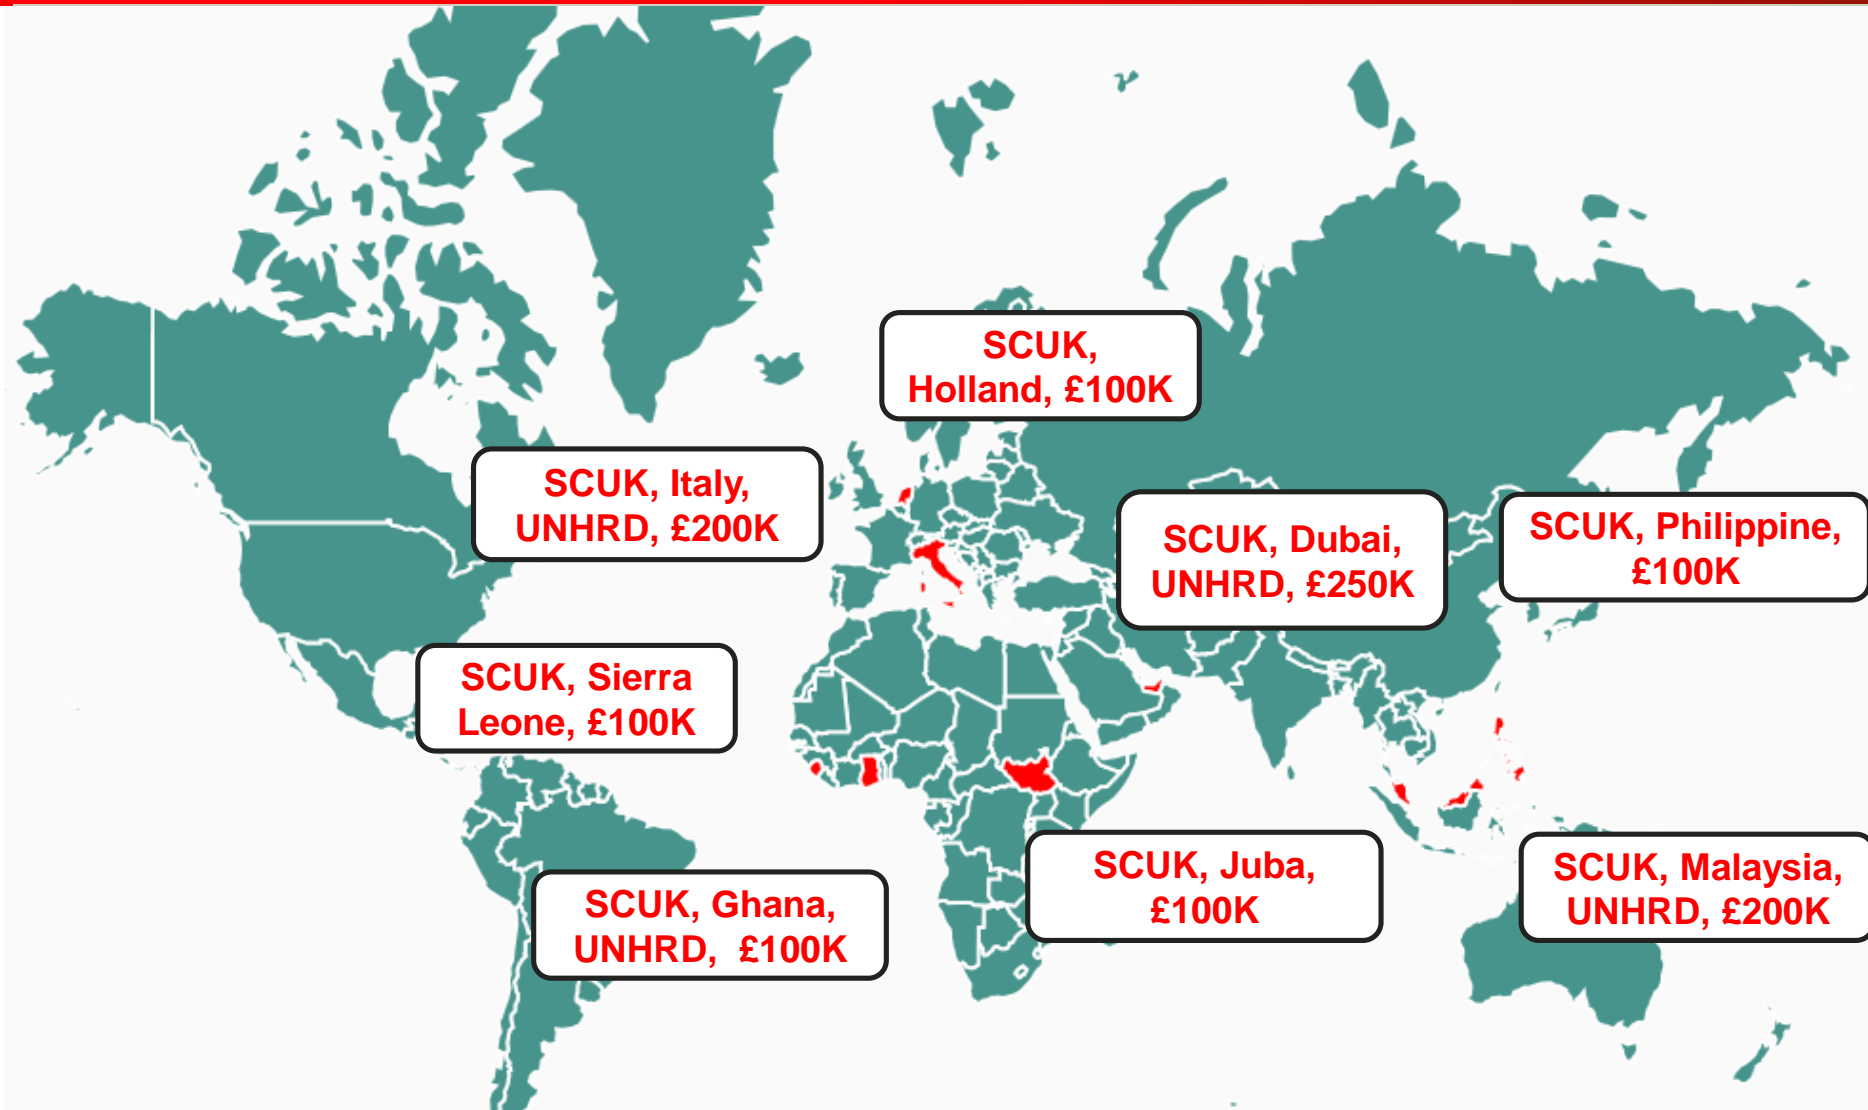 SCUK,
Holland, £100K
SCUK, Italy,
UNHRD, £200K
SCUK, Dubai,
UNHRD, £250K
SCUK, Philippine,
£100K
SCUK, Sierra
Leone, £100K
SCUK, Ghana,
UNHRD,  £100K
SCUK, Juba,
£100K
SCUK, Malaysia,
UNHRD, £200K